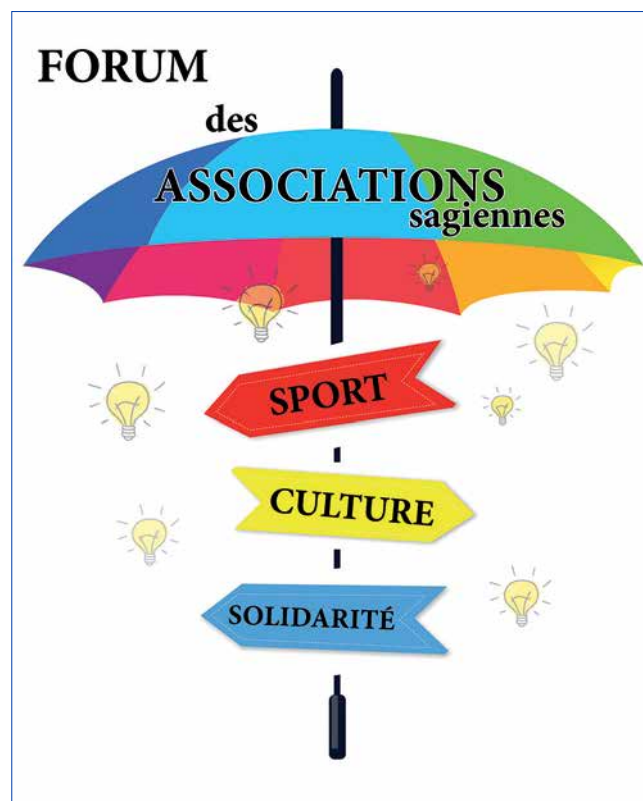 FORUM
des
ASSOCIATIONS
sagiennes
SPORT
CULTURE
SOLIDARITÉ